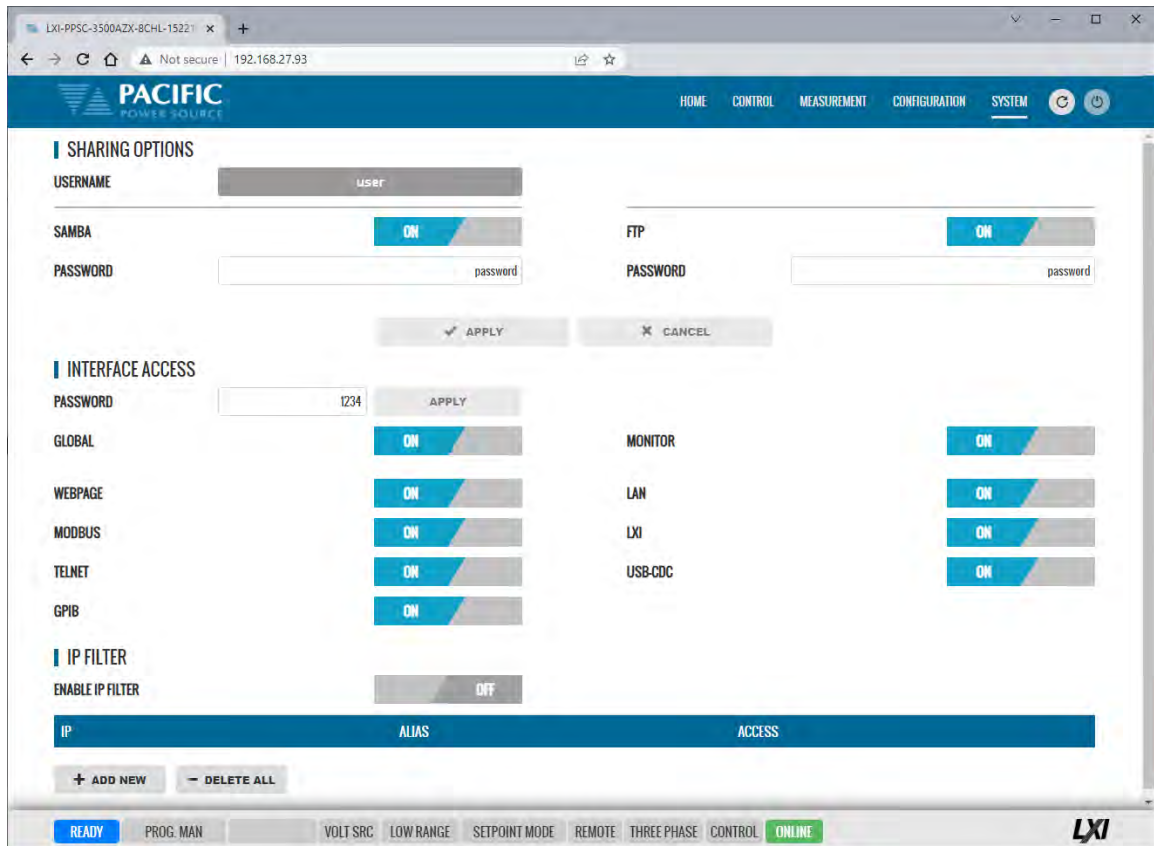 LXI-PPSC-3500AZX-8CHL-15221
Not secure 192.168.27.93
PACIFIC
POWER SOURCE
HOME CONTROL MEASUREMENT CONFIGURATION SYSTEM
SHARING OPTIONS
USERNAME user
SAMBA ON FTP ON
PASSWORD password PASSWORD password
APPLY CANCEL
INTERFACE ACCESS
PASSWORD 1234 APPLY
GLOBAL ON MONITOR ON
WEBPAGE ON LAN ON
MODBUS ON LXI ON
TELNET ON USB-CDC ON
GPIB ON
IP FILTER
ENABLE IP FILTER OFF
IP ALIAS ACCESS
+ ADD NEW - DELETE ALL
READY PROG. MAN VOLT SRC LOW RANGE SETPOINT MODE REMOTE THREE PHASE CONTROL ONLINE LXI